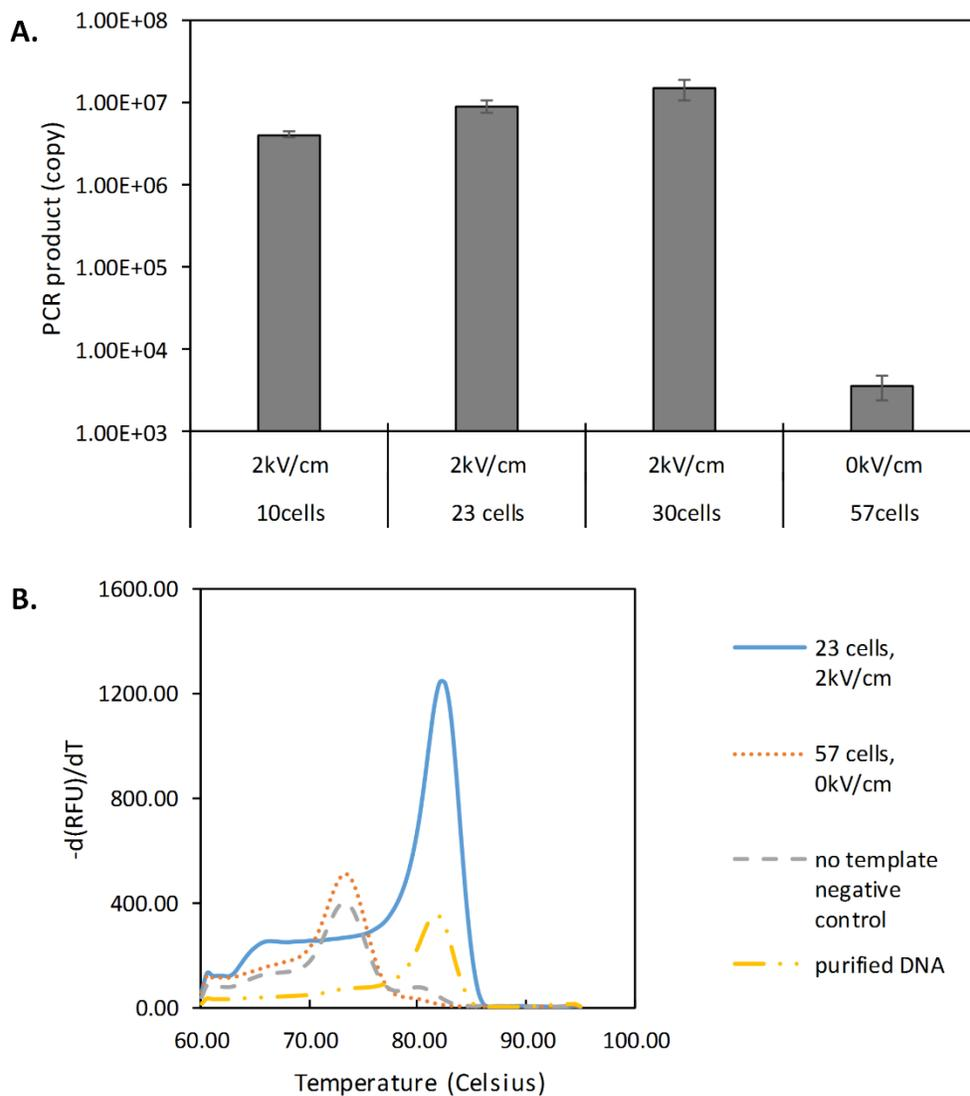 A.
PCR product (copy)
1.00E+08
1.00E+07
1.00E+06
1.00E+05
1.00E+04
1.00E+03
2kV/cm 2kV/cm 2kV/cm 0kV/cm
10cells 23 cells 30cells 57cells
B.
-d(RFU)/dT
1600.00
1200.00
800.00
400.00
0.00
60.00 70.00 80.00 90.00 100.00
Temperature (Celsius)
23 cells,
2kV/cm
57 cells,
0kV/cm
no template
negative
control
purified DNA